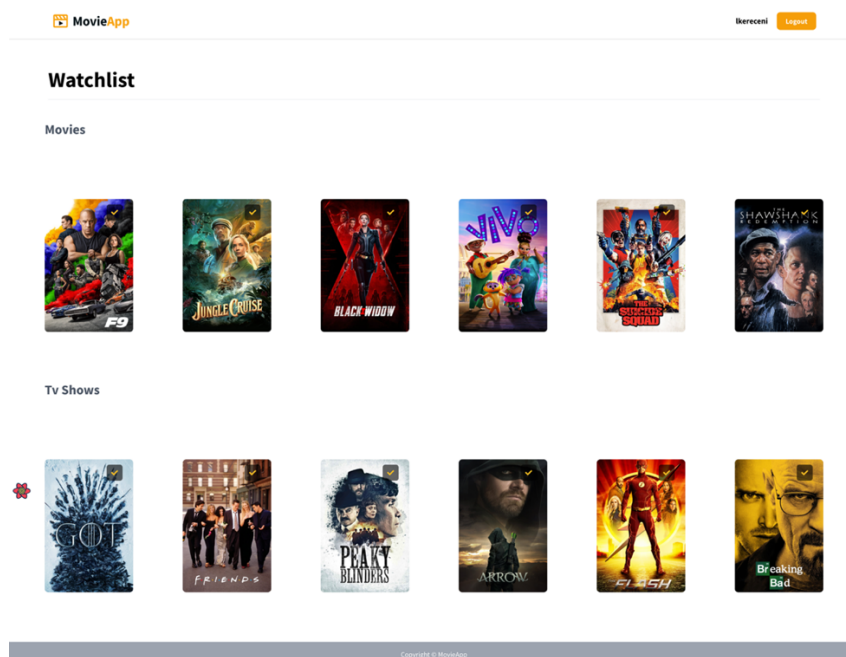 MovieApp
lkereceni Logout
Watchlist
Movies
F9
JUNGLE CRUISE
BLACK WIDOW
VIVO
THE SUICIDE SQUAD
THE SHAWSHANK REDEMPTION
Tv Shows
GOT
FRIENDS
PEAKY BLINDERS
ARROW
FLASH
Breaking
Bad
Copyright © MovieApp